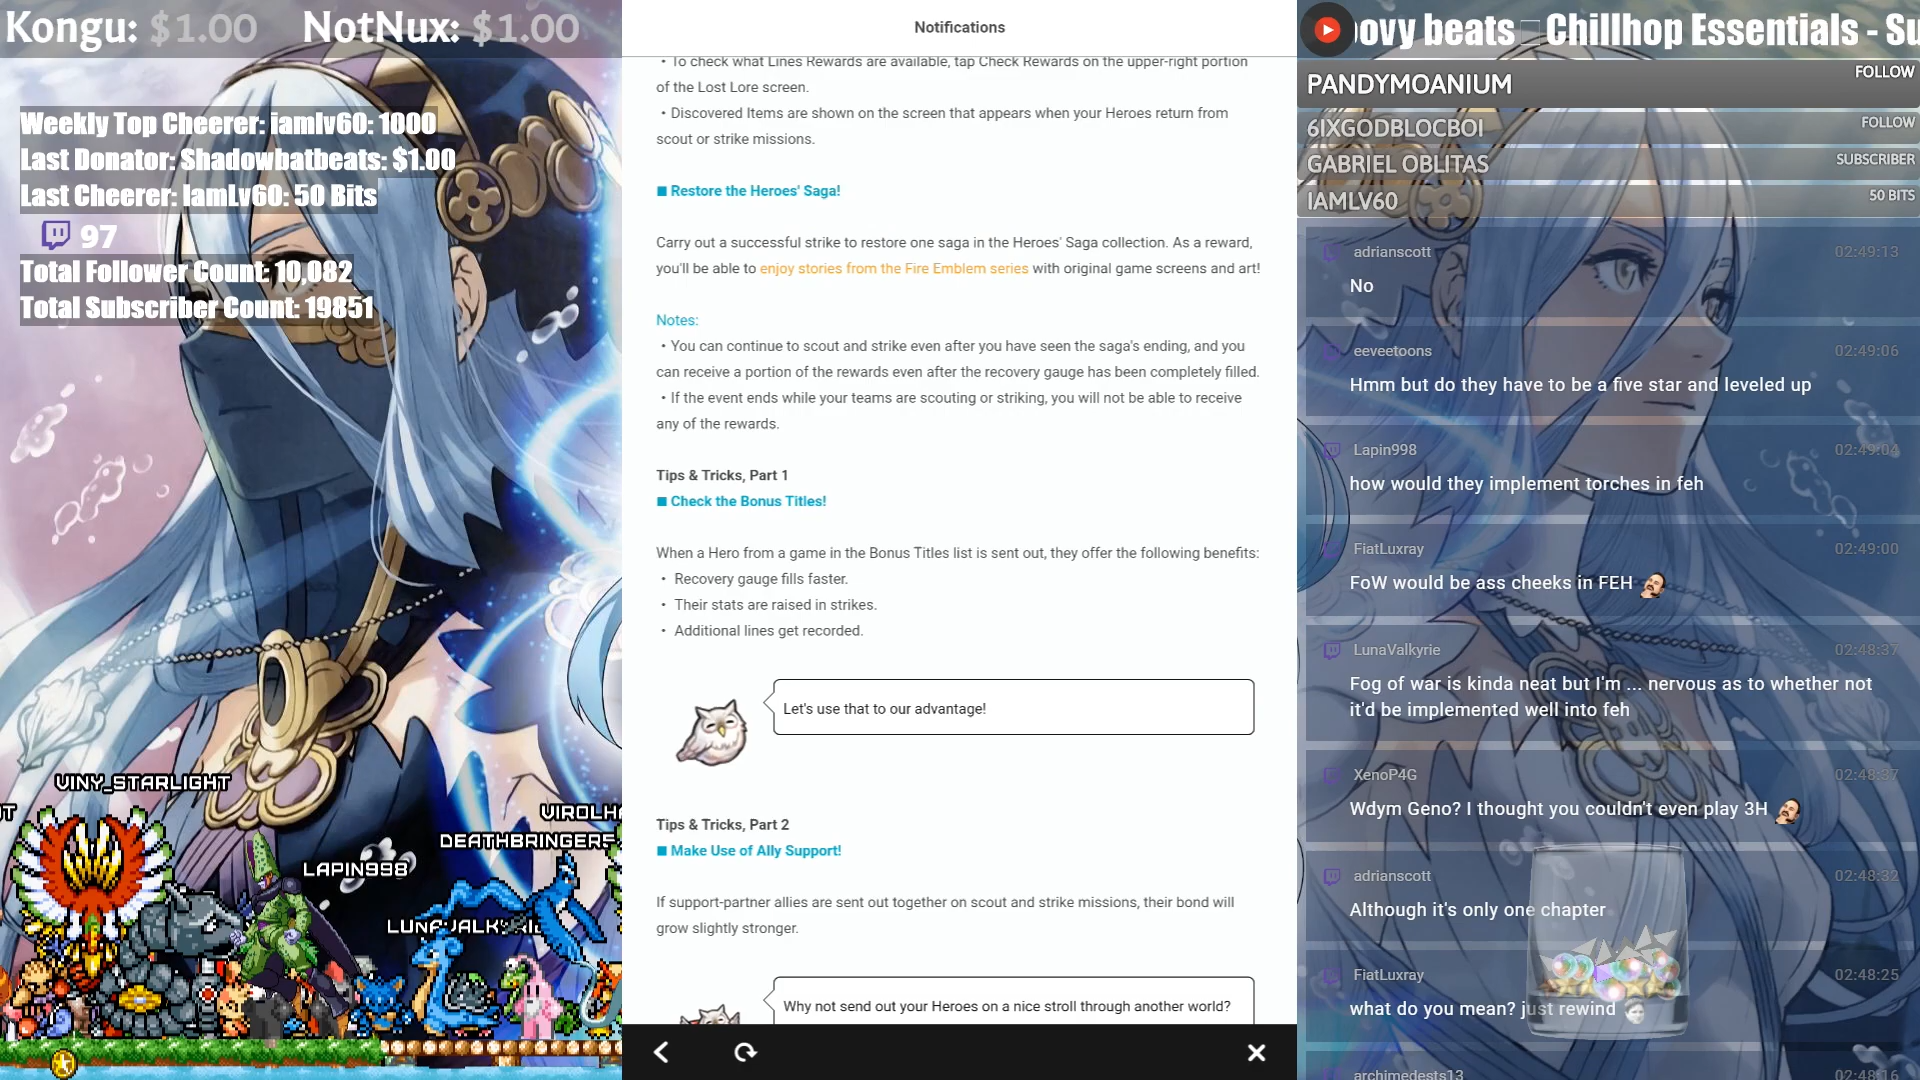 Kongu: $1.00 NotNux: $1.00
Weekly Top Cheerer: iamlv60: 1000
Last Donator: Shadowbatbeats: $1.00
Last Cheerer: IamLv60: 50 Bits
97
Total Follower Count: 10,082
Total Subscriber Count: 19851
VINY_STARLIGHT
DEATHBRINGER5
LAPIN998
Notifications
• To check what Lines Rewards are available, tap Check Rewards on the upper-right portion
of the Lost Lore screen.
• Discovered Items are shown on the screen that appears when your Heroes return from
scout or strike missions.
■ Restore the Heroes' Saga!
Carry out a successful strike to restore one saga in the Heroes' Saga collection. As a reward,
you'll be able to enjoy stories from the Fire Emblem series with original game screens and art!
Notes:
• You can continue to scout and strike even after you have seen the saga's ending, and you
can receive a portion of the rewards even after the recovery gauge has been completely filled.
• If the event ends while your teams are scouting or striking, you will not be able to receive
any of the rewards.
Tips & Tricks, Part 1
■ Check the Bonus Titles!
When a Hero from a game in the Bonus Titles list is sent out, they offer the following benefits:
• Recovery gauge fills faster.
• Their stats are raised in strikes.
• Additional lines get recorded.
Let's use that to our advantage!
Tips & Tricks, Part 2
■ Make Use of Ally Support!
If support-partner allies are sent out together on scout and strike missions, their bond will
grow slightly stronger.
Why not send out your Heroes on a nice stroll through another world?
oovy beats Chillhop Essentials - Su
PANDYMOANIUM FOLLOW
6IXGODBLOCBOI FOLLOW
GABRIEL OBLITAS SUBSCRIBER
IAMLV60 50 BITS
adrianscott 02:49:13
No
eeveetoons 02:49:06
Hmm but do they have to be a five star and leveled up
Lapin998 02:49:04
how would they implement torches in feh
FiatLuxray 02:49:00
FoW would be ass cheeks in FEH
LunaValkyrie 02:48:37
Fog of war is kinda neat but I'm ... nervous as to whether not
it'd be implemented well into feh
XenoP4G 02:48:37
Wdym Geno? I thought you couldn't even play 3H
adrianscott 02:48:32
Although it's only one chapter
FiatLuxray 02:48:25
what do you mean? just rewind
archimedests13 02:48:16